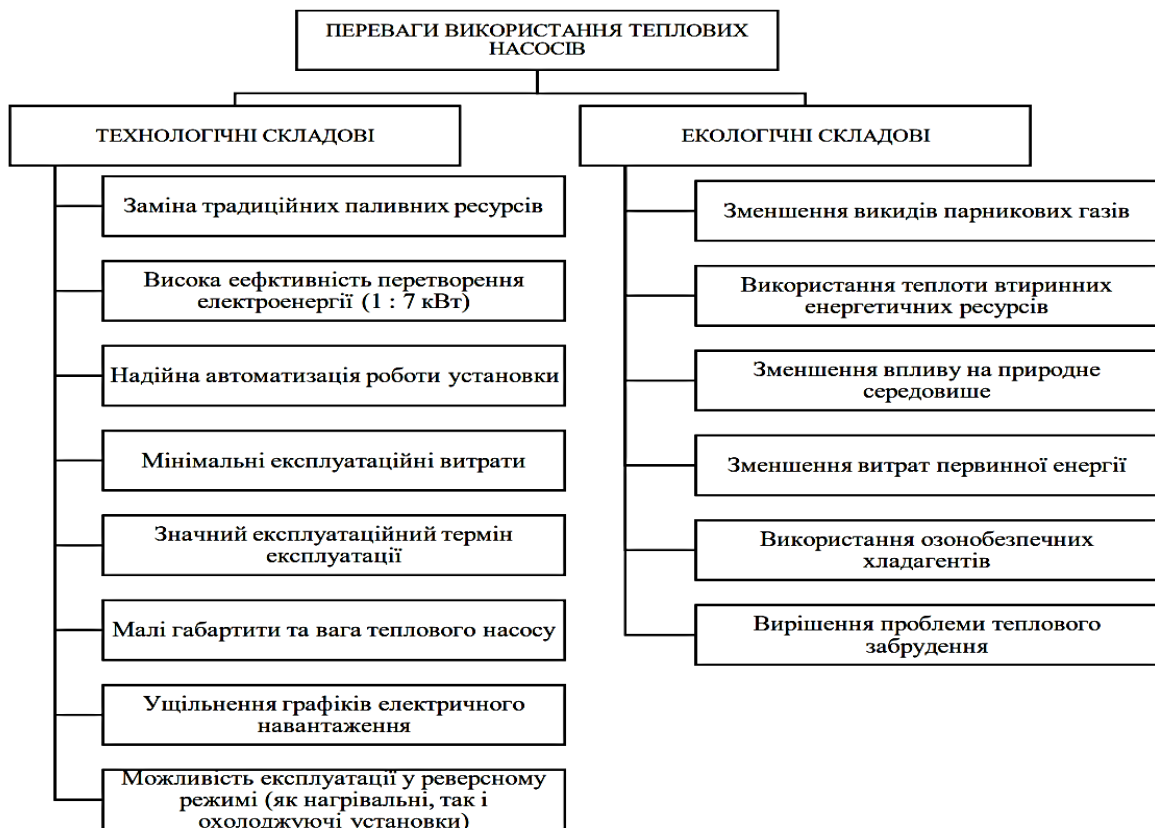 ПЕРЕВАГИ ВИКОРИСТАННЯ ТЕПЛОВИХ
НАСОСІВ
ТЕХНОЛОГІЧНІ СКЛАДОВІ
Заміна традиційних паливних ресурсів
Висока еефктивність перетворення
електроенергії (1 : 7 кВт)
Надійна автоматизація роботи установки
Мінімальні експлуатаційні витрати
Значний експлуатаційний термін
експлуатації
Малі габартити та вага теплового насосу
Ущільнення графіків електричного
навантаження
Можливість експлуатації у реверсному
режимі (як нагрівальні, так і
охолоджуючі установки)
ЕКОЛОГІЧНІ СКЛАДОВІ
Зменшення викидів парникових газів
Використання теплоти втиринних
енергетичних ресурсів
Зменшення впливу на природне
середовише
Зменшення витрат первинної енергії
Використання озонобезпечних
хладагентів
Вирішення проблеми теплового
забрудення